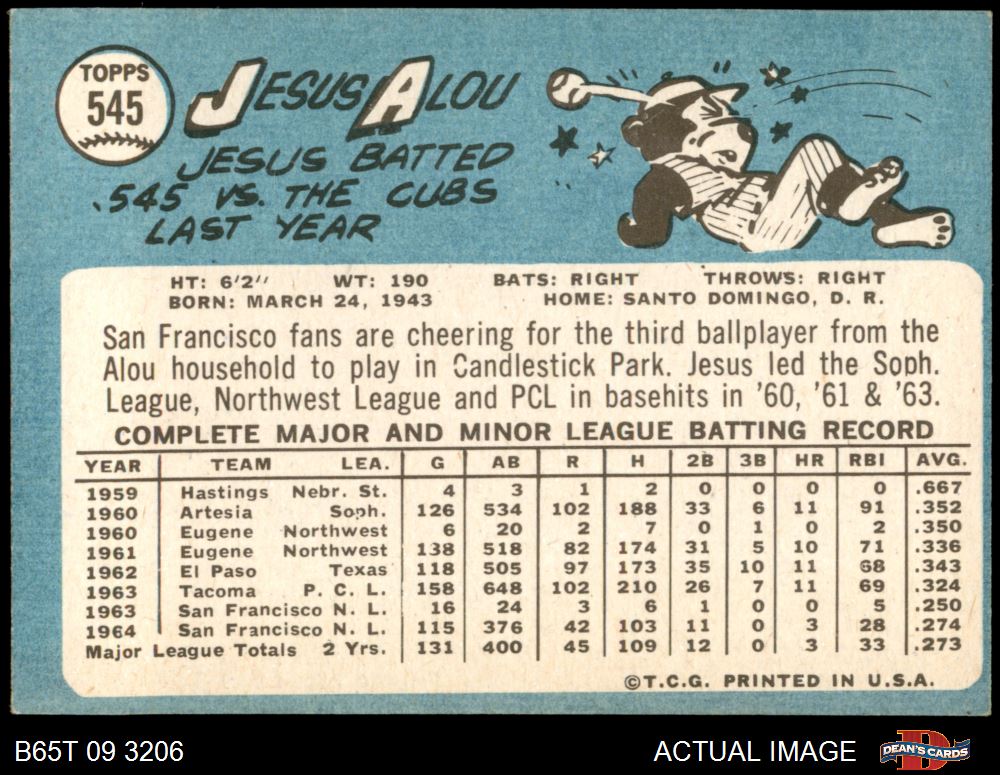 TOPPS
545
JESUS ALOU
JESUS BATTED
.545 VS. THE CUBS
LAST YEAR
HT: 6'2" WT: 190 BATS: RIGHT THROWS: RIGHT
BORN: MARCH 24, 1943 HOME: SANTO DOMINGO, D. R.
San Francisco fans are cheering for the third ballplayer from the
Alou household to play in Candlestick Park. Jesus led the Soph.
League, Northwest League and PCL in basehits in '60, '61 & '63.
COMPLETE MAJOR AND MINOR LEAGUE BATTING RECORD
YEAR TEAM LEA. G AB R H 2B 3B HR RBI AVG.
1959 Hastings Nebr. St. 4 3 1 2 0 0 0 0 .667
1960 Artesia Soph. 126 534 102 188 33 6 11 91 .352
1960 Eugene Northwest 6 20 2 7 0 1 0 2 .350
1961 Eugene Northwest 138 518 82 174 31 5 10 71 .336
1962 El Paso Texas 118 505 97 173 35 10 11 68 .343
1963 Tacoma P. C. L. 158 648 102 210 26 7 11 69 .324
1963 San Francisco N. L. 16 24 3 6 1 0 0 5 .250
1964 San Francisco N. L. 115 376 42 103 11 0 3 28 .274
Major League Totals 2 Yrs. 131 400 45 109 12 0 3 33 .273
©T.C.G. PRINTED IN U.S.A.
B65T 09 3206 ACTUAL IMAGE DEAN'S CARDS